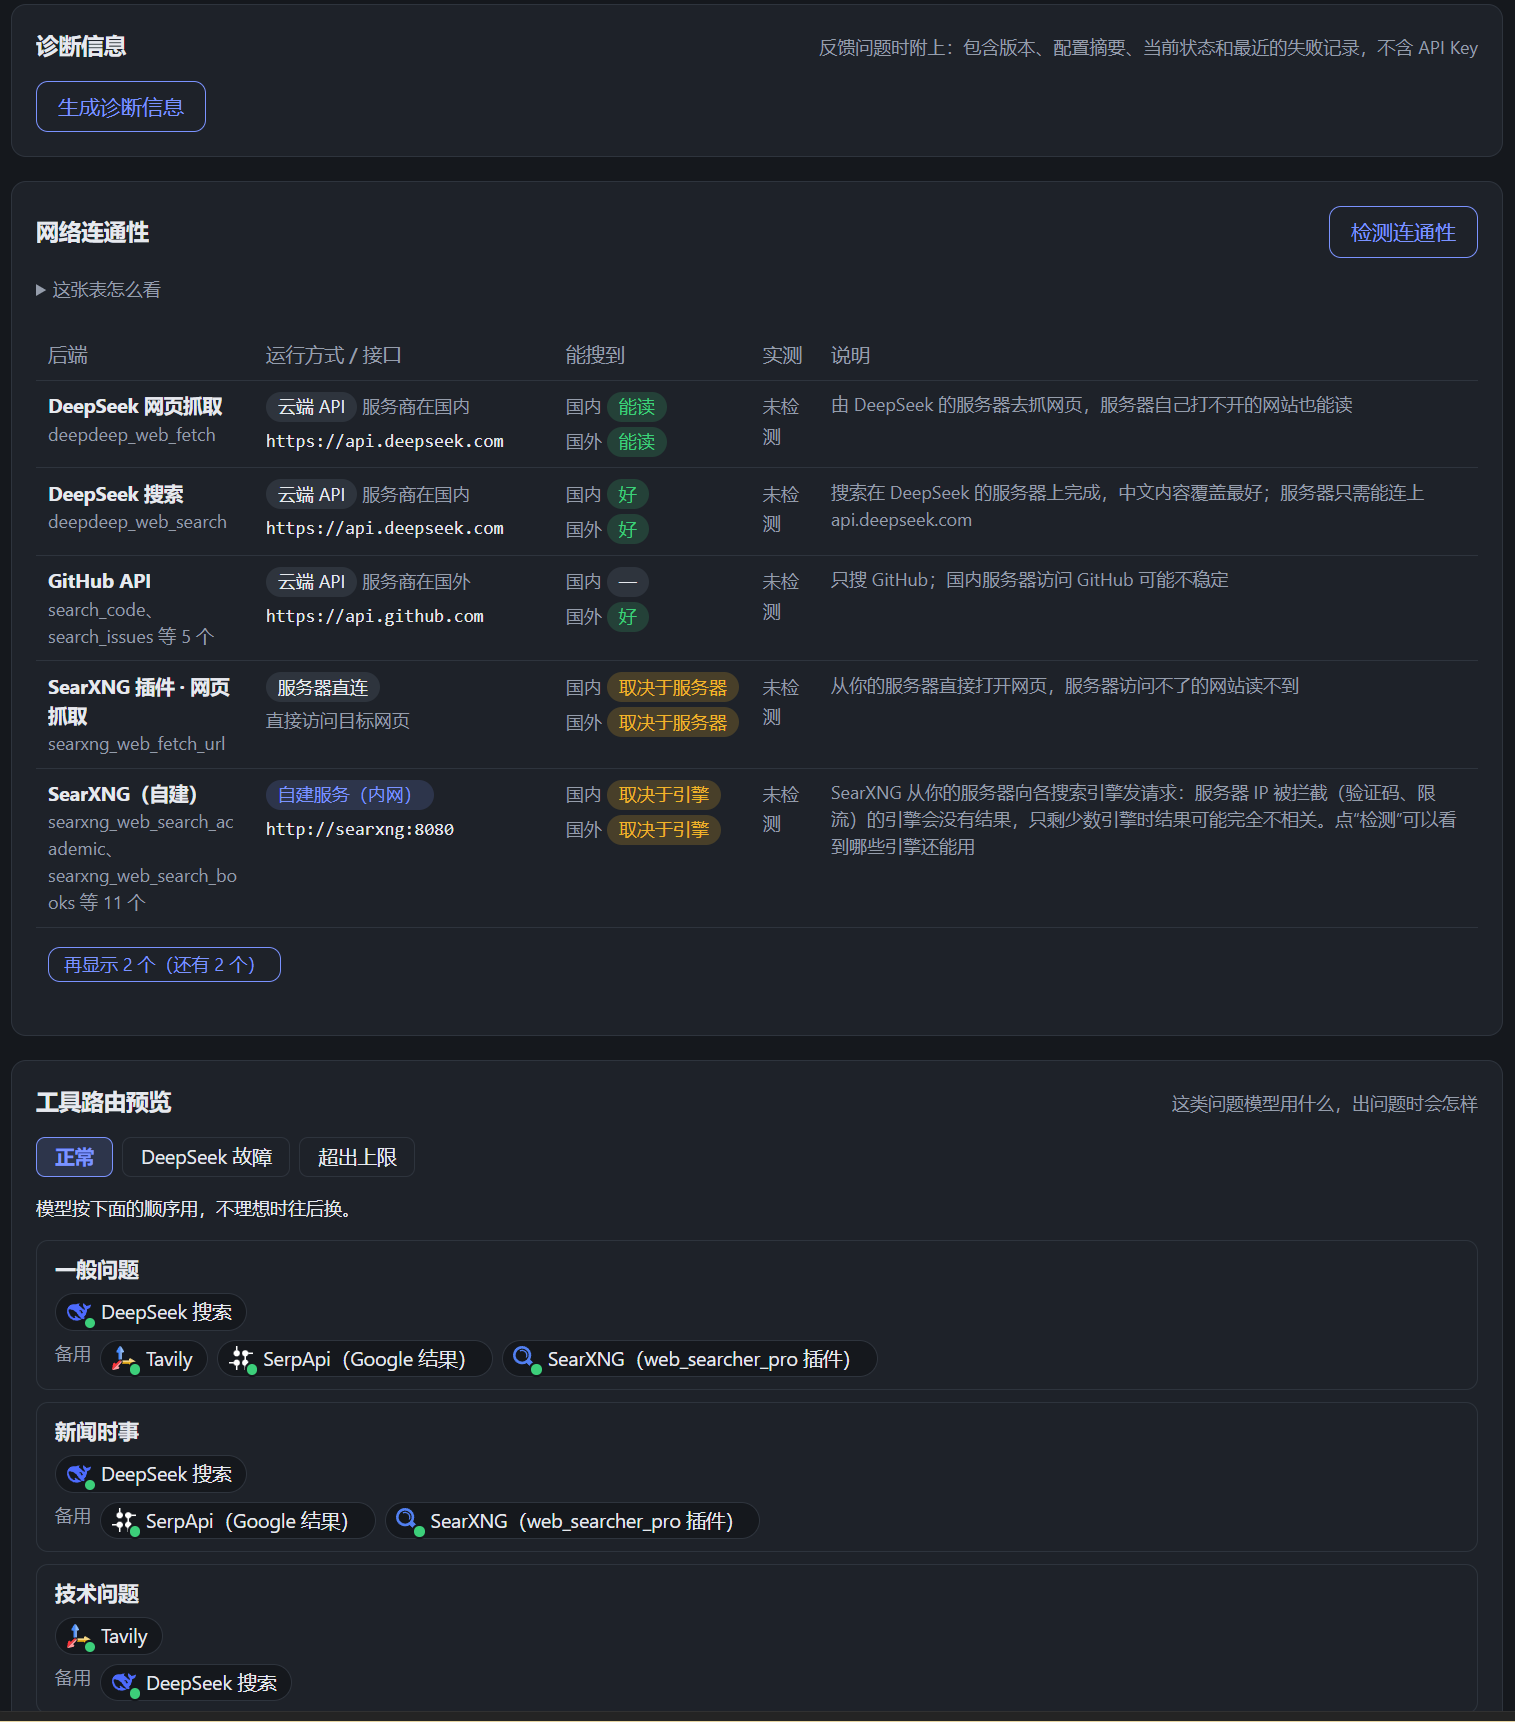 诊断信息
反馈问题时附上：包含版本、配置摘要、当前状态和最近的失败记录，不含 API Key
生成诊断信息
网络连通性
检测连通性
▶ 这张表怎么看
后端 运行方式 / 接口 能搜到 实测 说明
DeepSeek 网页抓取
deepdeep_web_fetch
云端 API 服务商在国内
https://api.deepseek.com
国内 能读
国外 能读
未检
测
由 DeepSeek 的服务器去抓网页，服务器自己打不开的网站也能读
DeepSeek 搜索
deepdeep_web_search
云端 API 服务商在国内
https://api.deepseek.com
国内 好
国外 好
未检
测
搜索在 DeepSeek 的服务器上完成，中文内容覆盖最好；服务器只需能连上
api.deepseek.com
GitHub API
search_code、
search_issues 等 5 个
云端 API 服务商在国外
https://api.github.com
国内 —
国外 好
未检
测
只搜 GitHub；国内服务器访问 GitHub 可能不稳定
SearXNG 插件 · 网页
抓取
searxng_web_fetch_url
服务器直连
直接访问目标网页
国内 取决于服务器
国外 取决于服务器
未检
测
从你的服务器直接打开网页，服务器访问不了的网站读不到
SearXNG（自建）
searxng_web_search_ac
ademic、
searxng_web_search_bo
oks 等 11 个
自建服务（内网）
http://searxng:8080
国内 取决于引擎
国外 取决于引擎
未检
测
SearXNG 从你的服务器向各搜索引擎发请求：服务器 IP 被拦截（验证码、限
流）的引擎会没有结果，只剩少数引擎时结果可能完全不相关。点“检测”可以看
到哪些引擎还能用
再显示 2 个（还有 2 个）
工具路由预览
这类问题模型用什么，出问题时会怎样
正常 DeepSeek 故障 超出上限
模型按下面的顺序用，不理想时往后换。
一般问题
DeepSeek 搜索
备用 Tavily SerpApi（Google 结果） SearXNG（web_searcher_pro 插件）
新闻时事
DeepSeek 搜索
备用 SerpApi（Google 结果） SearXNG（web_searcher_pro 插件）
技术问题
Tavily
备用 DeepSeek 搜索